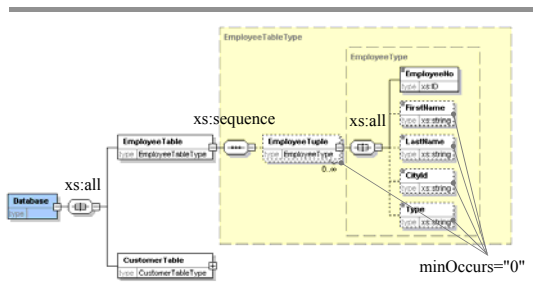 EmployeeTableType
EmployeeType
EmployeeNo
type xs:ID
xs:sequence
xs:all
FirstName
type xs:string
EmployeeTable
type EmployeeTableType
EmployeeTuple
type EmployeeType
0..∞
LastName
type xs:string
xs:all
CityId
type xs:string
Database
type
Type
type xs:string
CustomerTable
type CustomerTableType
minOccurs="0"